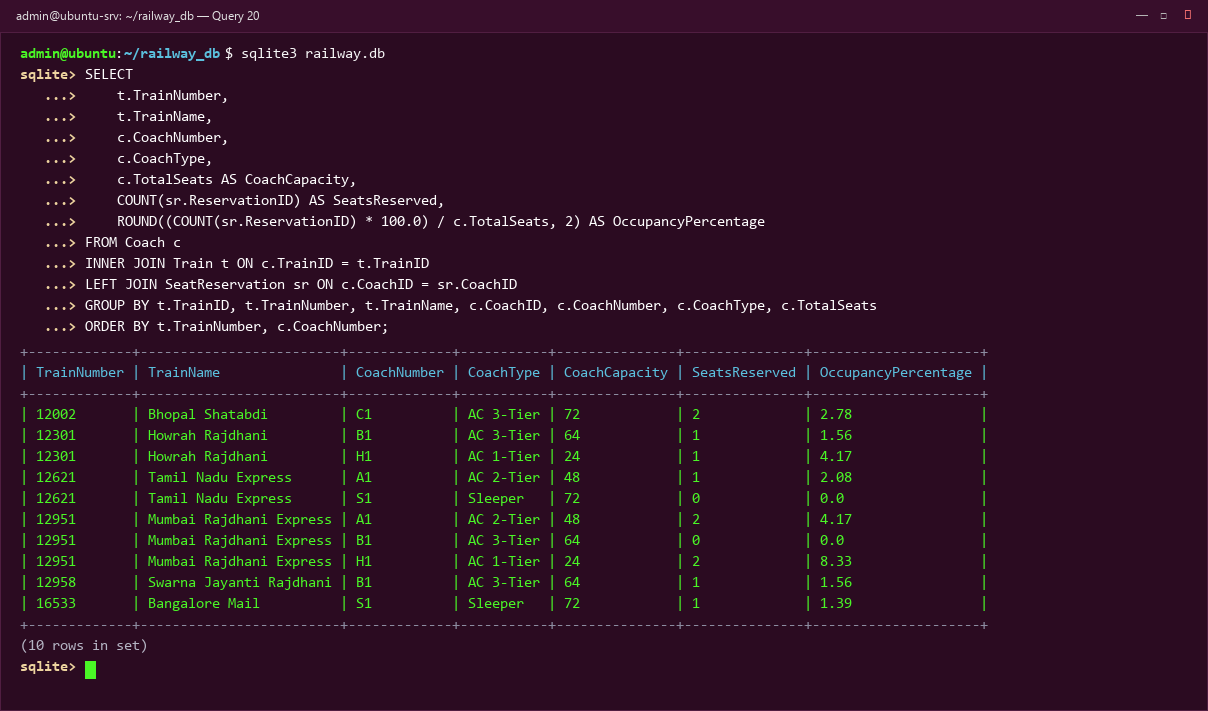 admin@ubuntu-srv: ~/railway_db — Query 20
admin@ubuntu:~/railway_db $ sqlite3 railway.db
sqlite> SELECT
   ...>     t.TrainNumber,
   ...>     t.TrainName,
   ...>     c.CoachNumber,
   ...>     c.CoachType,
   ...>     c.TotalSeats AS CoachCapacity,
   ...>     COUNT(sr.ReservationID) AS SeatsReserved,
   ...>     ROUND((COUNT(sr.ReservationID) * 100.0) / c.TotalSeats, 2) AS OccupancyPercentage
   ...> FROM Coach c
   ...> INNER JOIN Train t ON c.TrainID = t.TrainID
   ...> LEFT JOIN SeatReservation sr ON c.CoachID = sr.CoachID
   ...> GROUP BY t.TrainID, t.TrainNumber, t.TrainName, c.CoachID, c.CoachNumber, c.CoachType, c.TotalSeats
   ...> ORDER BY t.TrainNumber, c.CoachNumber;
+-------------+-------------------------+-------------+-----------+---------------+---------------+---------------------+
| TrainNumber | TrainName               | CoachNumber | CoachType | CoachCapacity | SeatsReserved | OccupancyPercentage |
+-------------+-------------------------+-------------+-----------+---------------+---------------+---------------------+
| 12002       | Bhopal Shatabdi         | C1          | AC 3-Tier | 72            | 2             | 2.78                |
| 12301       | Howrah Rajdhani         | B1          | AC 3-Tier | 64            | 1             | 1.56                |
| 12301       | Howrah Rajdhani         | H1          | AC 1-Tier | 24            | 1             | 4.17                |
| 12621       | Tamil Nadu Express      | A1          | AC 2-Tier | 48            | 1             | 2.08                |
| 12621       | Tamil Nadu Express      | S1          | Sleeper   | 72            | 0             | 0.0                 |
| 12951       | Mumbai Rajdhani Express | A1          | AC 2-Tier | 48            | 2             | 4.17                |
| 12951       | Mumbai Rajdhani Express | B1          | AC 3-Tier | 64            | 0             | 0.0                 |
| 12951       | Mumbai Rajdhani Express | H1          | AC 1-Tier | 24            | 2             | 8.33                |
| 12958       | Swarna Jayanti Rajdhani | B1          | AC 3-Tier | 64            | 1             | 1.56                |
| 16533       | Bangalore Mail          | S1          | Sleeper   | 72            | 1             | 1.39                |
+-------------+-------------------------+-------------+-----------+---------------+---------------+---------------------+
(10 rows in set)
sqlite>